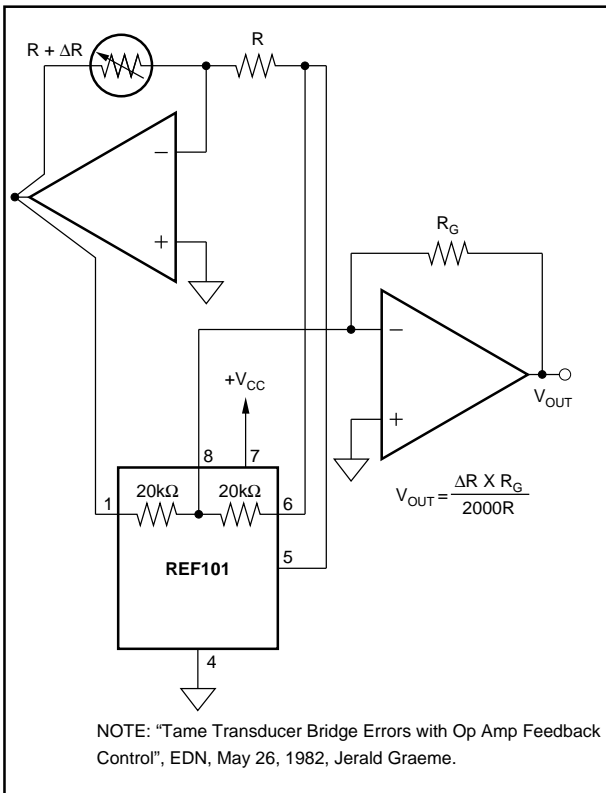 R + ΔR
R
−
+
R_G
−
+
V_OUT
+V_CC
8
7
1
20kΩ
20kΩ
6
5
REF101
4
V_OUT = ΔR X R_G / 2000R
NOTE: "Tame Transducer Bridge Errors with Op Amp Feedback
Control", EDN, May 26, 1982, Jerald Graeme.